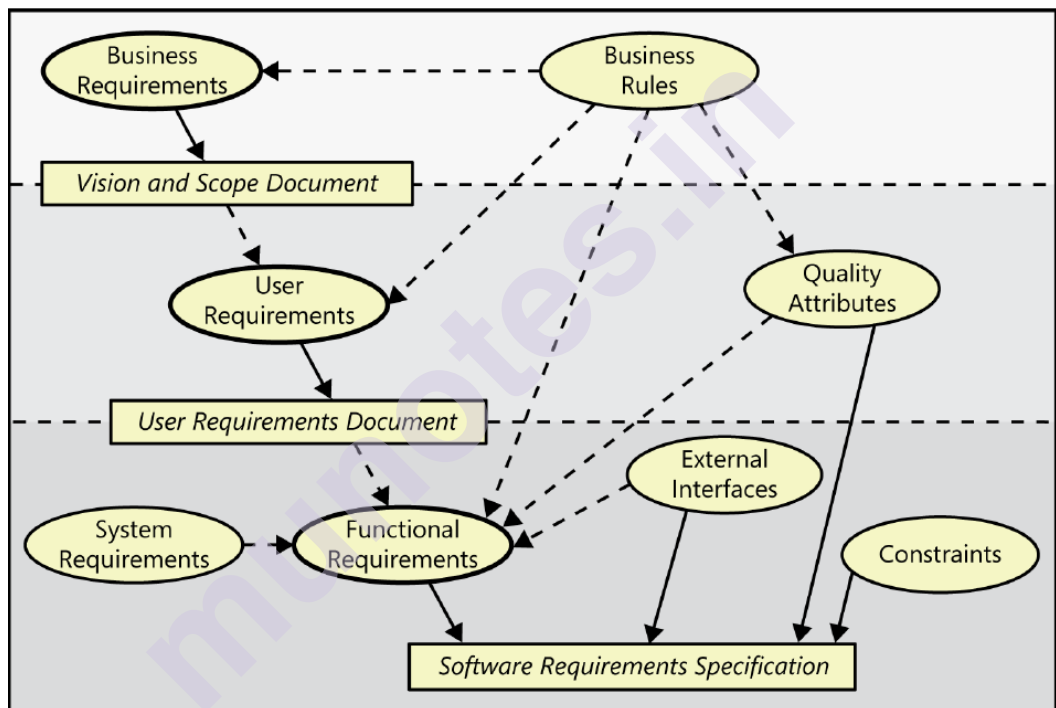 Business
Requirements
Business
Rules
Vision and Scope Document
User
Requirements
Quality
Attributes
User Requirements Document
External
Interfaces
System
Requirements
Functional
Requirements
Constraints
Software Requirements Specification
munotes.in